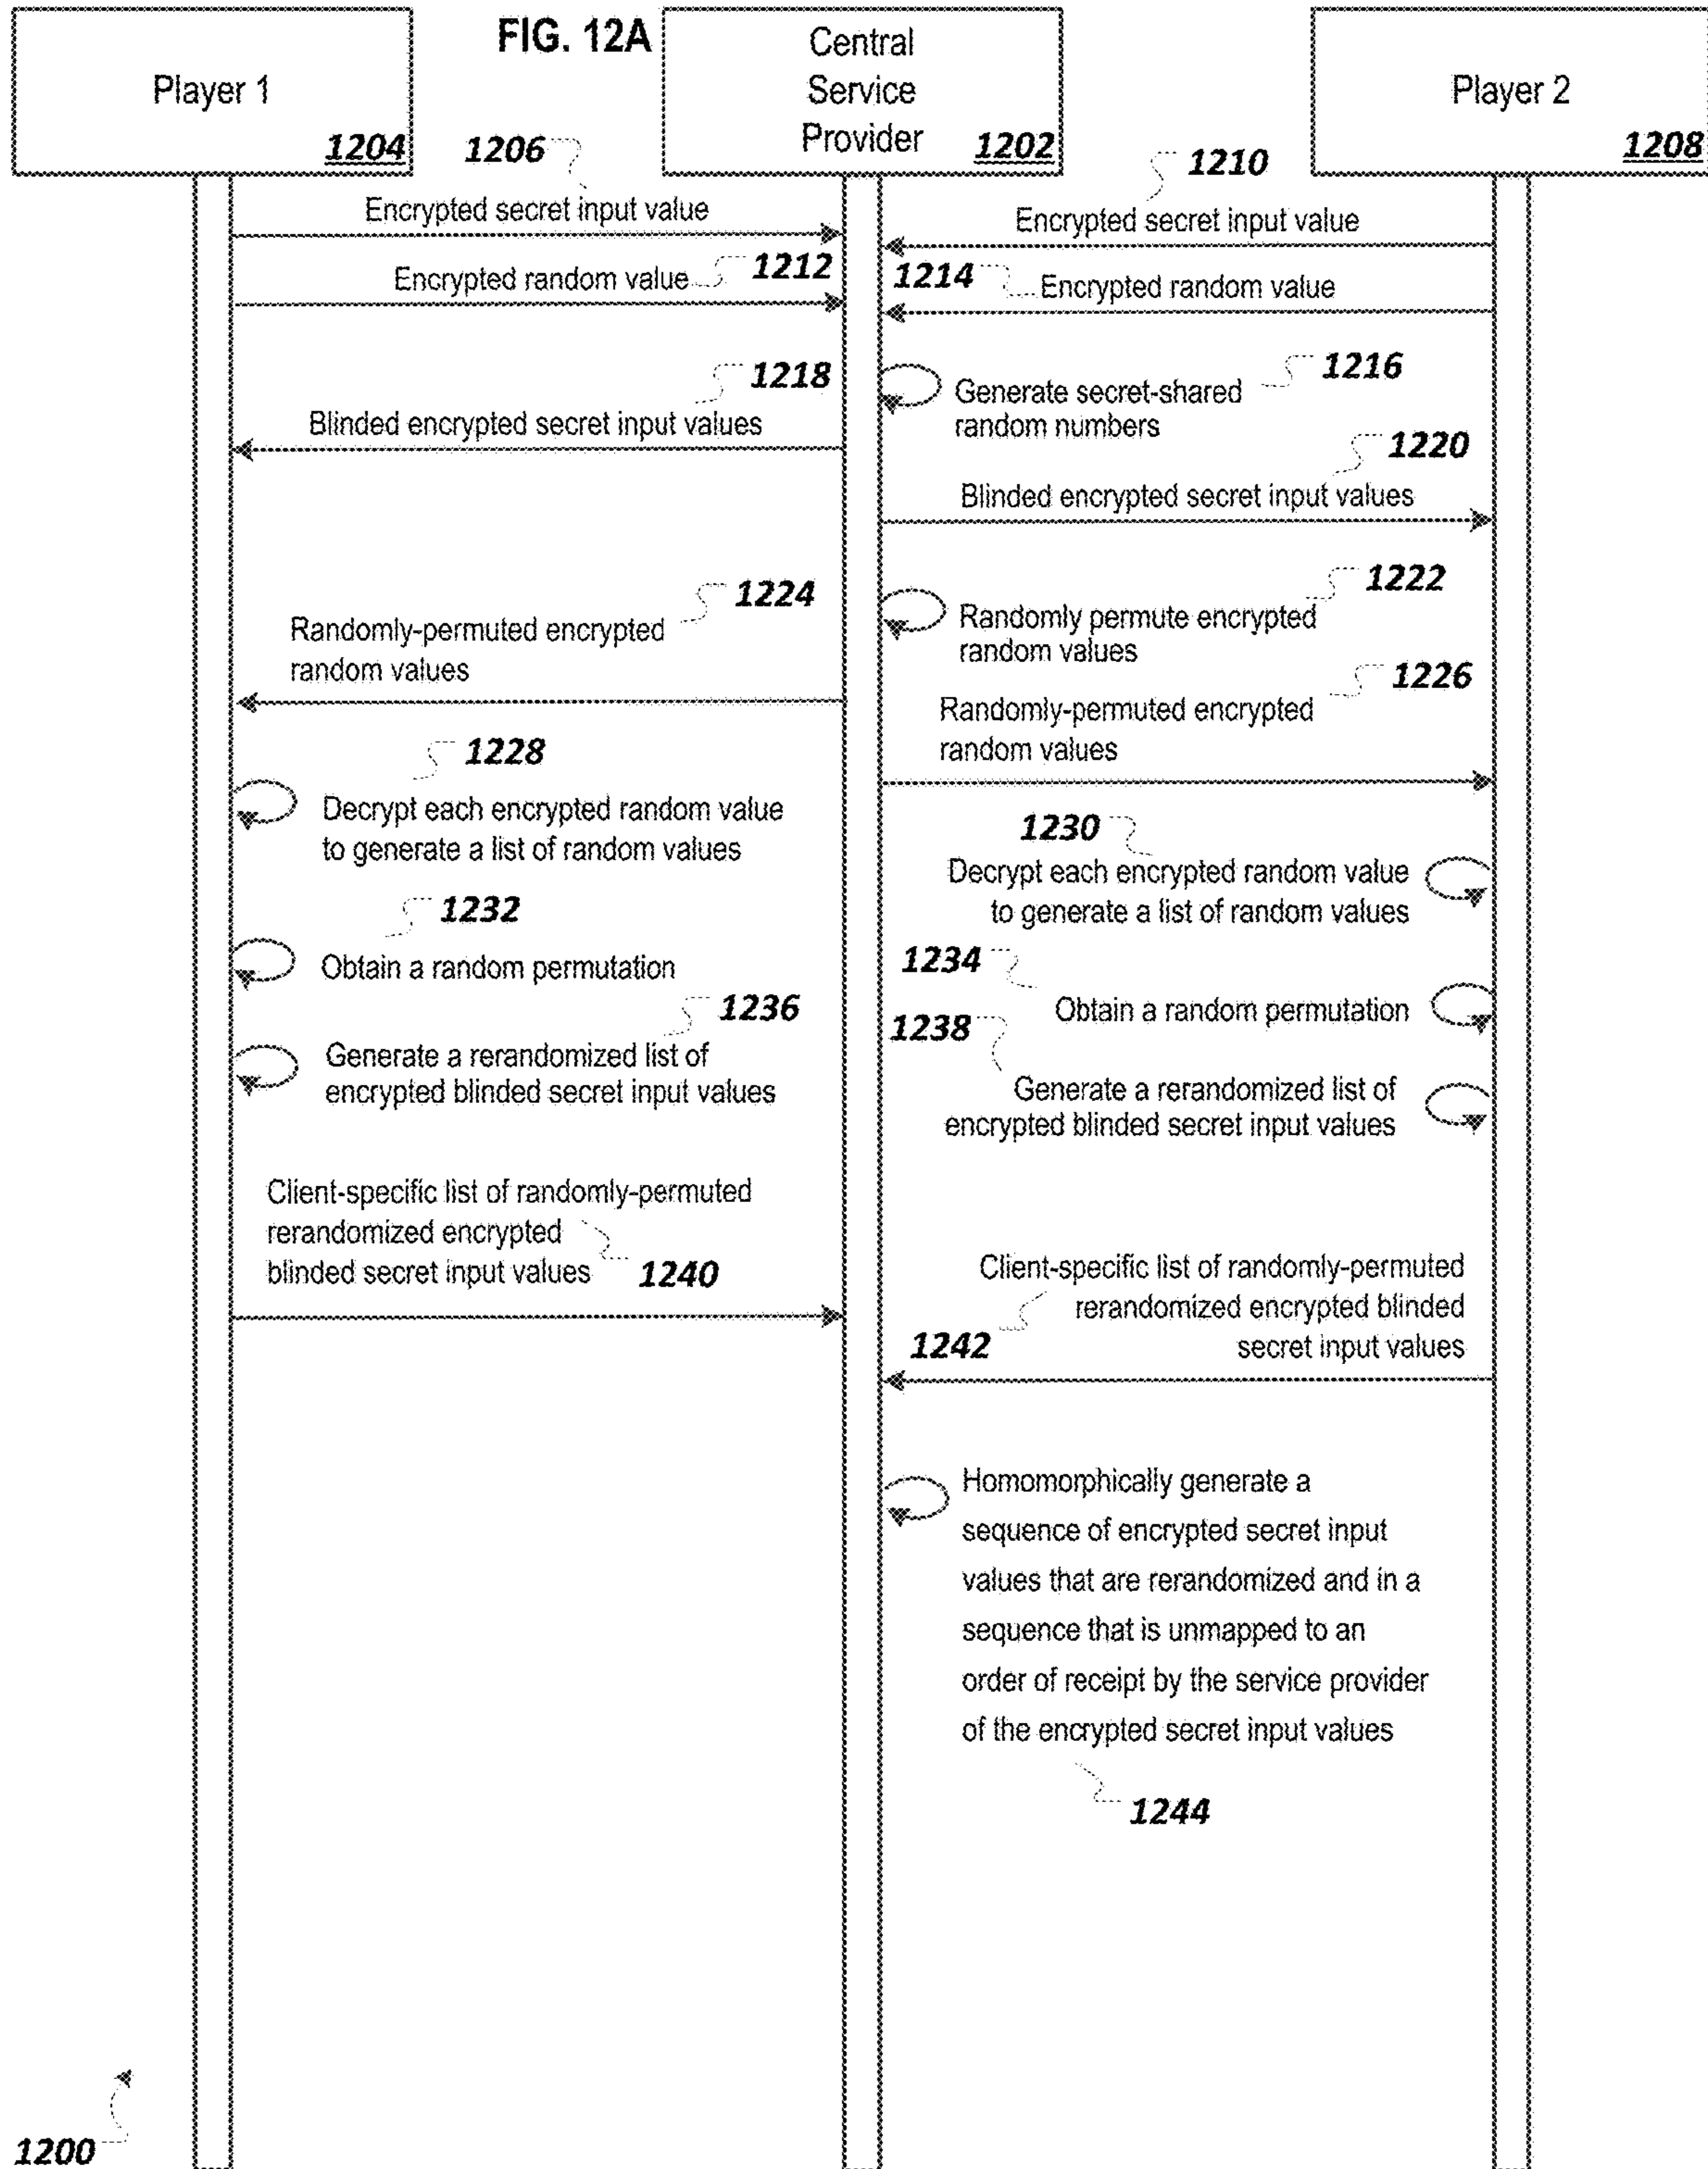 FIG. 12A
Player 1
1204
Central
Service
Provider
1202
Player 2
1208
1206
Encrypted secret input value
1210
Encrypted secret input value
Encrypted random value
1212
1214
Encrypted random value
1216
Generate secret-shared
random numbers
1218
Blinded encrypted secret input values
1220
Blinded encrypted secret input values
1222
Randomly permute encrypted
random values
1224
Randomly-permuted encrypted
random values
1226
Randomly-permuted encrypted
random values
1228
Decrypt each encrypted random value
to generate a list of random values
1230
Decrypt each encrypted random value
to generate a list of random values
1232
Obtain a random permutation
1234
Obtain a random permutation
1236
Generate a rerandomized list of
encrypted blinded secret input values
1238
Generate a rerandomized list of
encrypted blinded secret input values
Client-specific list of randomly-permuted
rerandomized encrypted
blinded secret input values
1240
Client-specific list of randomly-permuted
rerandomized encrypted blinded
secret input values
1242
Homomorphically generate a
sequence of encrypted secret input
values that are rerandomized and in a
sequence that is unmapped to an
order of receipt by the service provider
of the encrypted secret input values
1244
1200